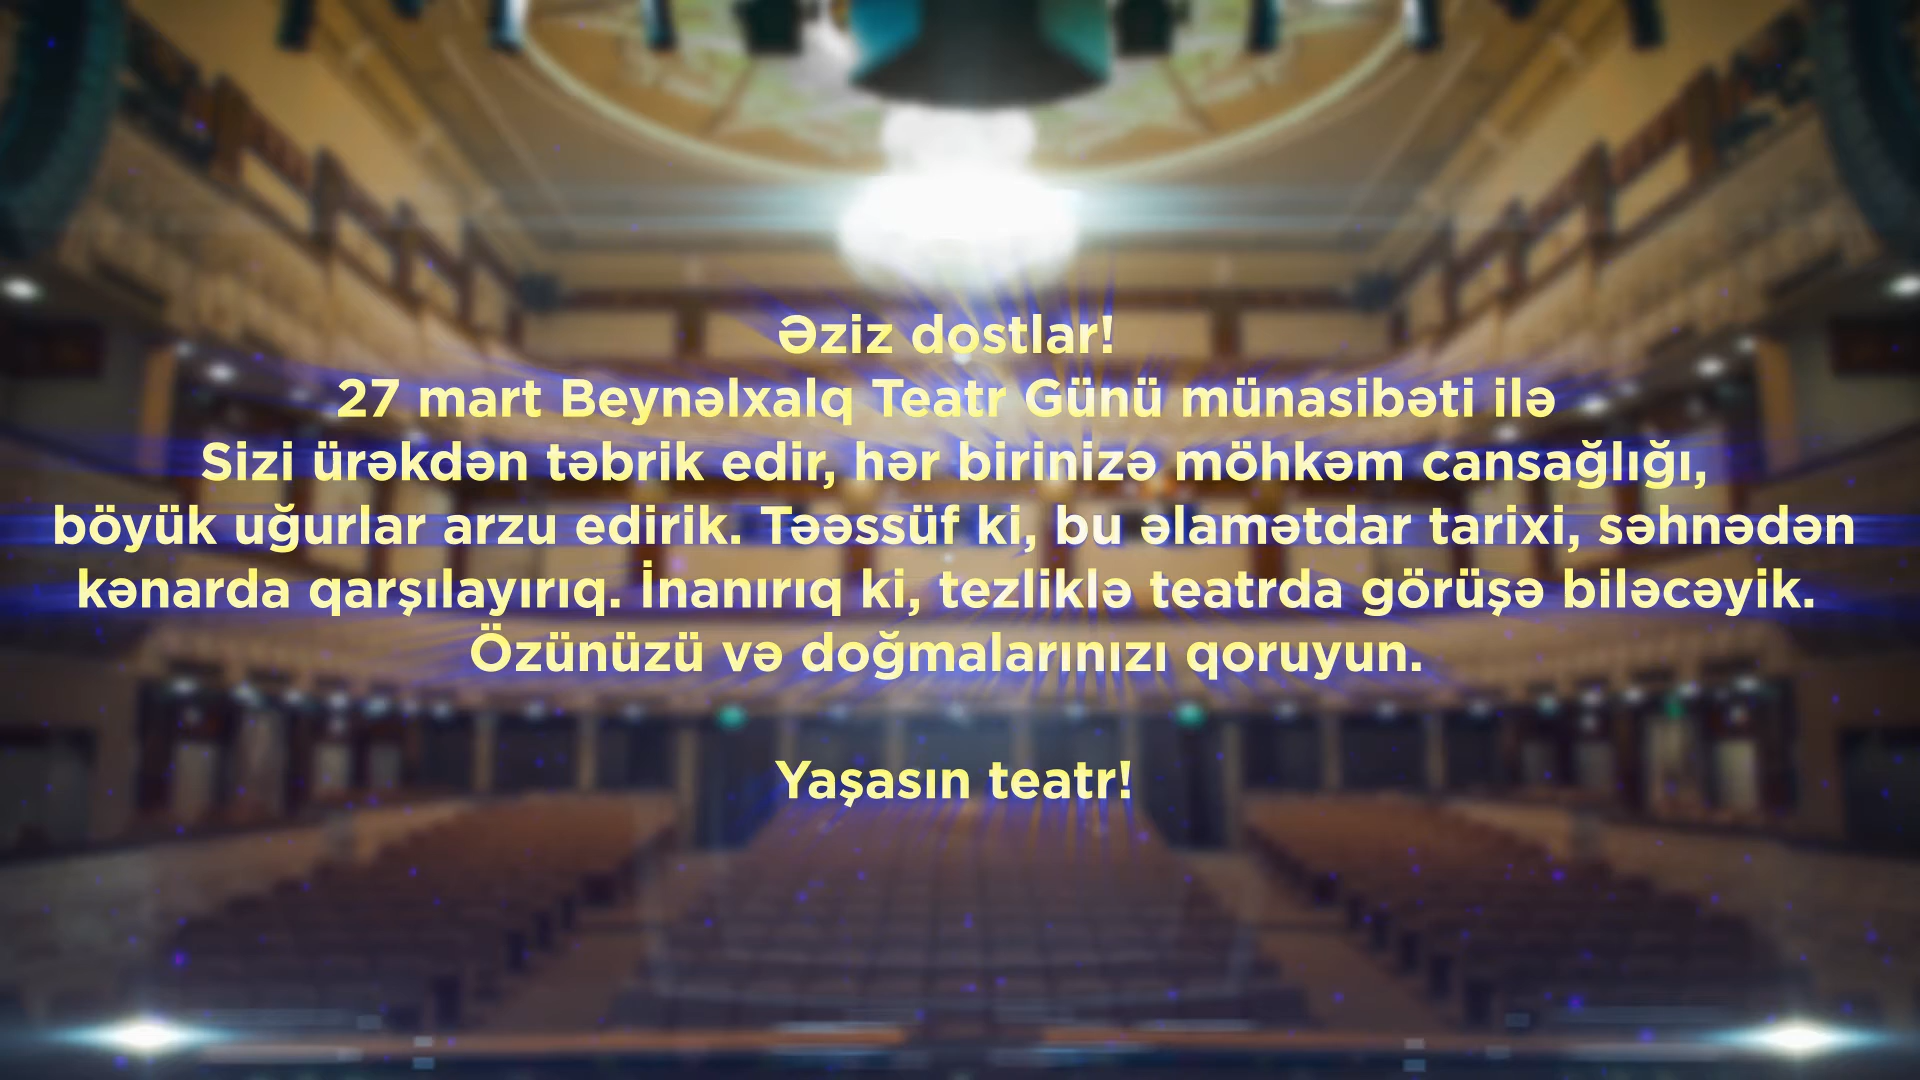 Əziz dostlar!
27 mart Beynəlxalq Teatr Günü münasibəti ilə
Sizi ürəkdən təbrik edir, hər birinizə möhkəm cansağlığı,
böyük uğurlar arzu edirik. Təəssüf ki, bu əlamətdar tarixi, səhnədən
kənarda qarşılayırıq. İnanırıq ki, tezliklə teatrda görüşə biləcəyik.
Özünüzü və doğmalarınızı qoruyun.
Yaşasın teatr!